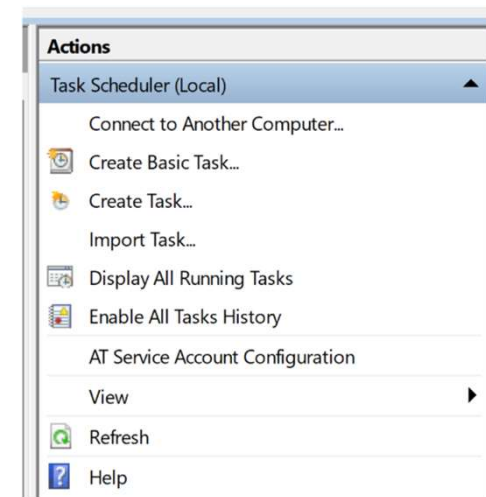 Actions
Task Scheduler (Local)
Connect to Another Computer...
Create Basic Task...
Create Task...
Import Task...
Display All Running Tasks
Enable All Tasks History
AT Service Account Configuration
View
Refresh
Help